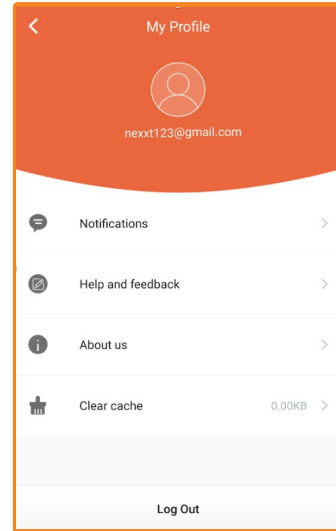 My Profile
nexxt123@gmail.com
Notifications
Help and feedback
About us
Clear cache 0.00KB
Log Out